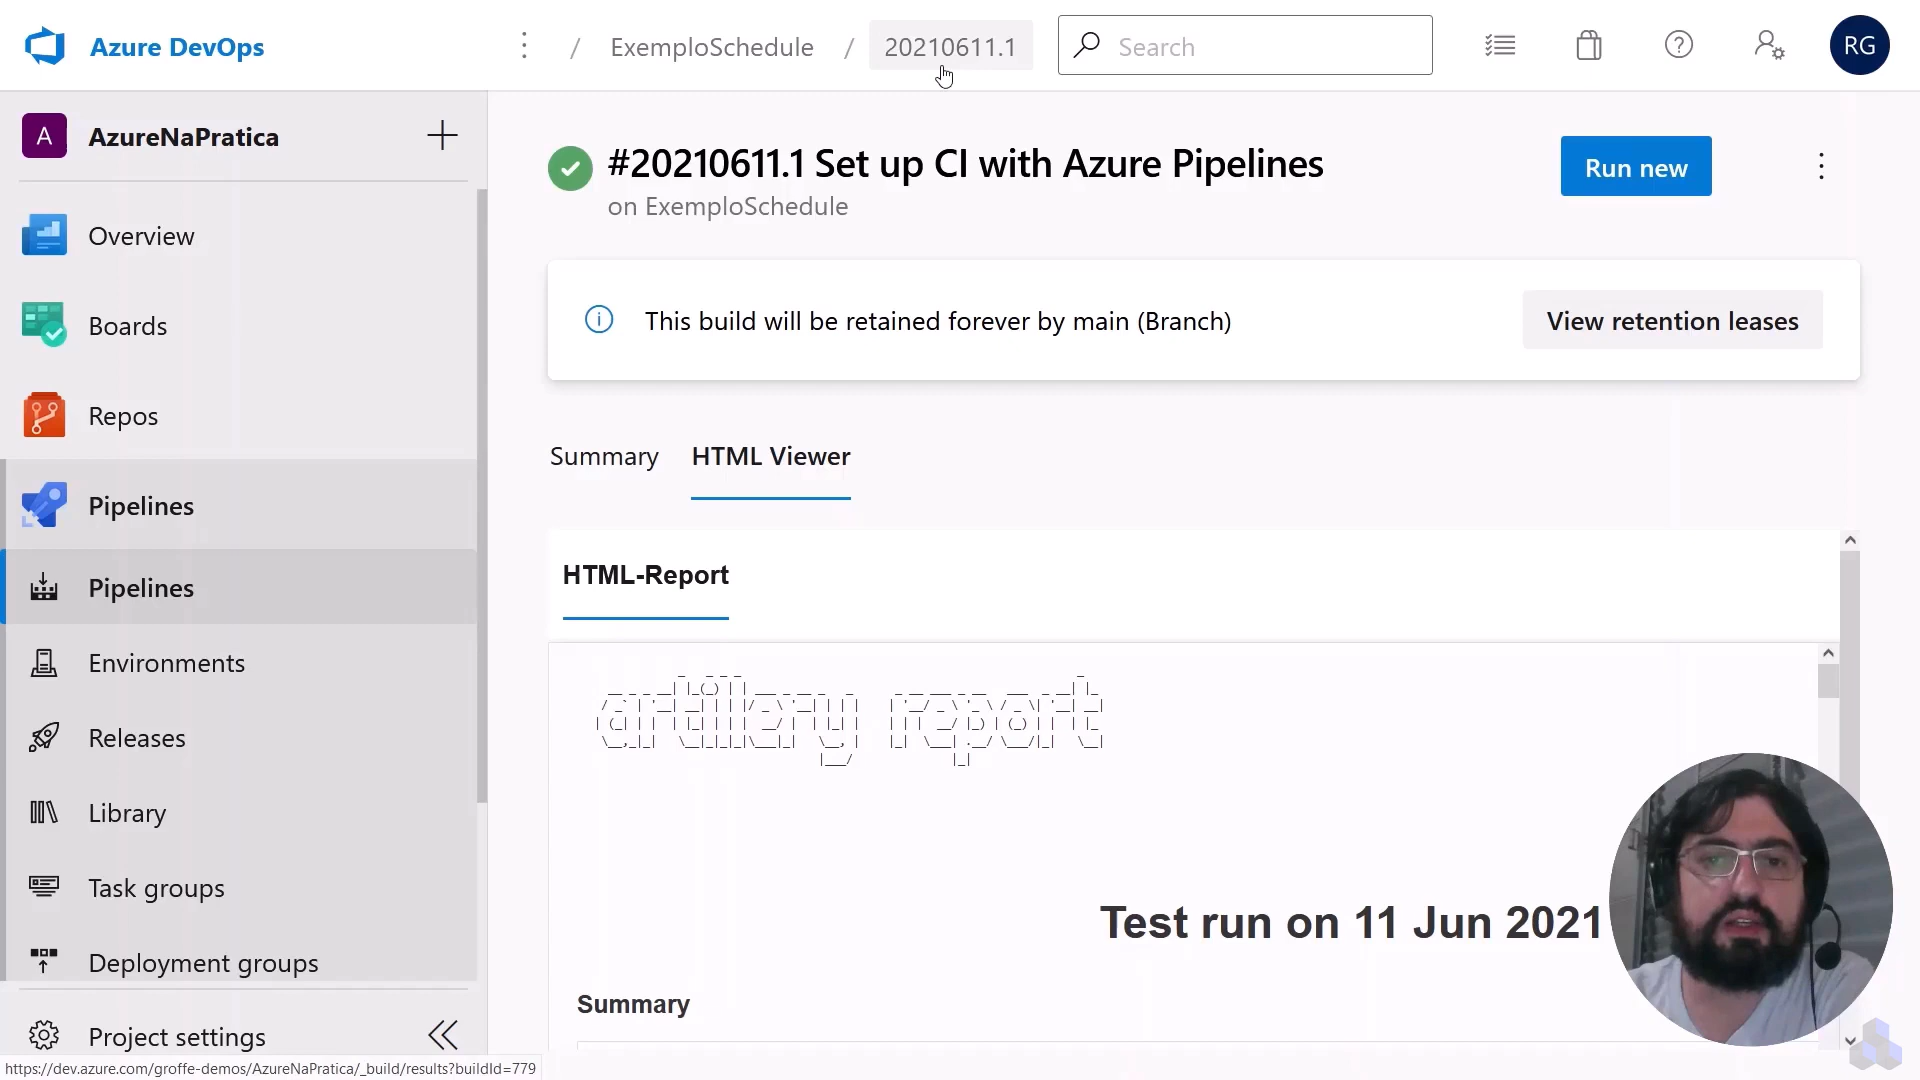 Azure DevOps
/ ExemploSchedule / 20210611.1
Search
RG
A AzureNaPratica
Overview
Boards
Repos
Pipelines
Pipelines
Environments
Releases
Library
Task groups
Deployment groups
Project settings
#20210611.1 Set up CI with Azure Pipelines
on ExemploSchedule
Run new
This build will be retained forever by main (Branch)
View retention leases
Summary HTML Viewer
HTML-Report
artillery report
Test run on 11 Jun 2021
Summary
https://dev.azure.com/groffe-demos/AzureNaPratica/_build/results?buildId=779